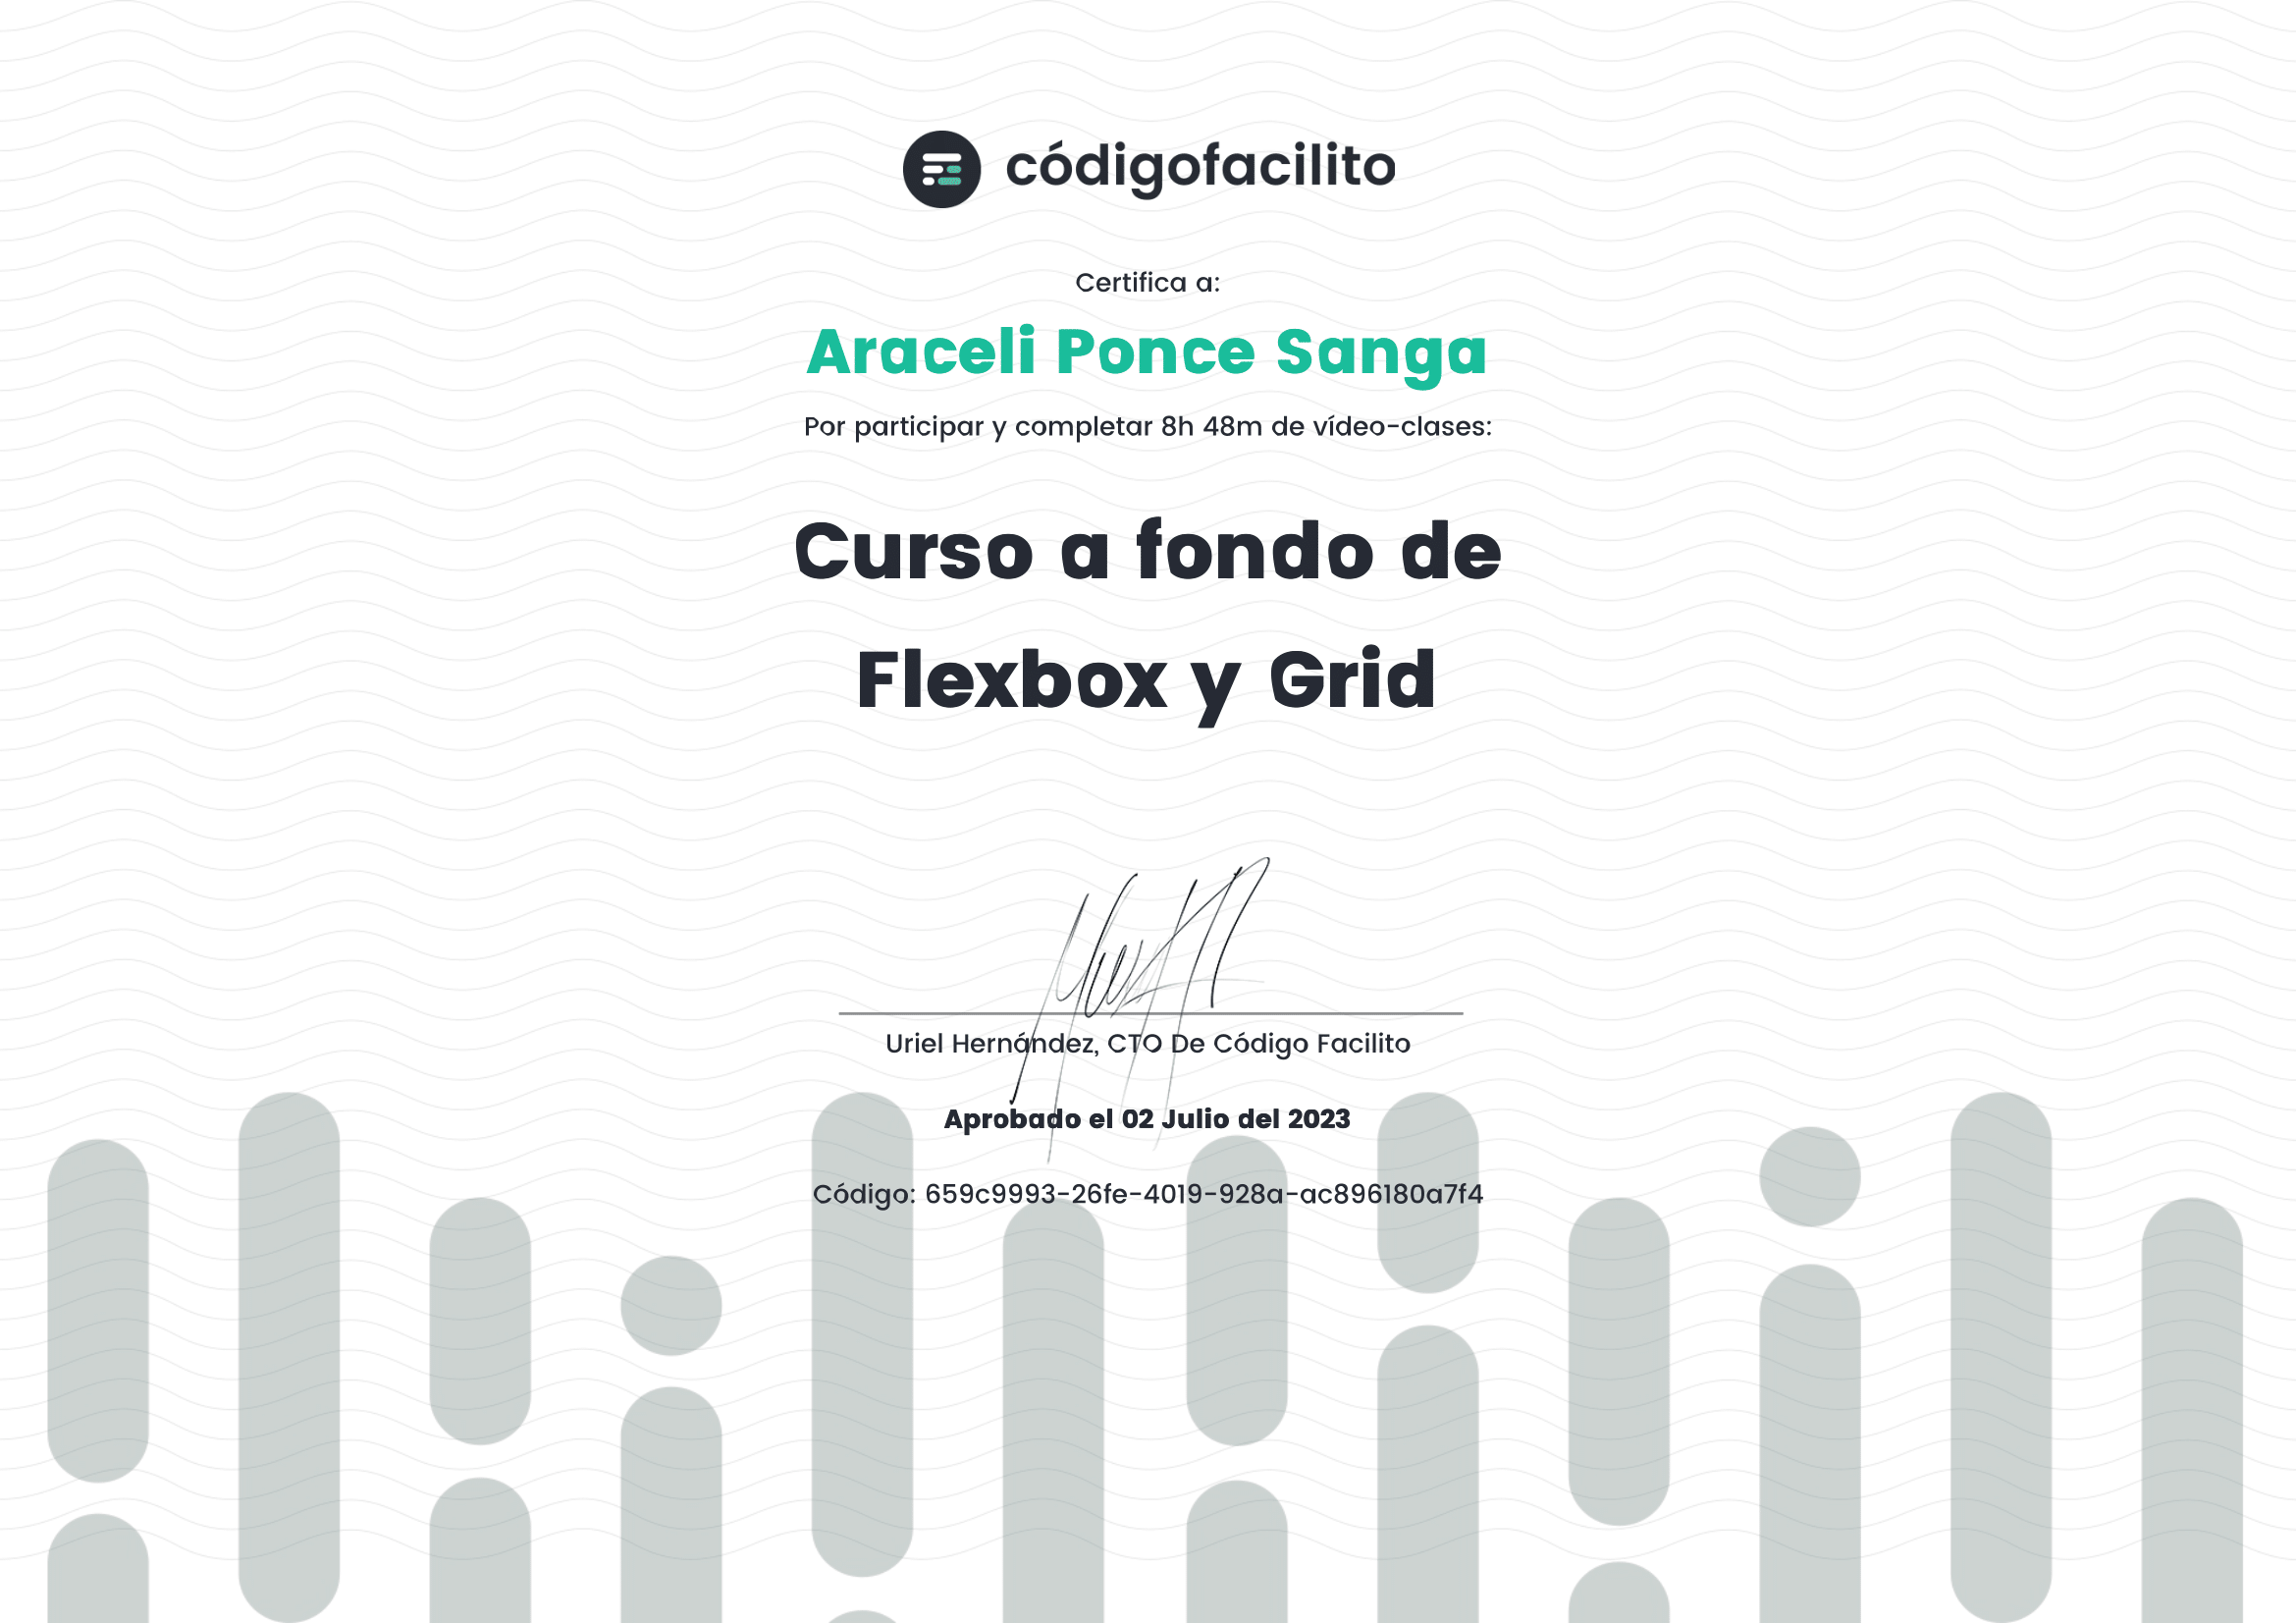 códigofacilito
Certifica a:
Araceli Ponce Sanga
Por participar y completar 8h 48m de vídeo-clases:
Curso a fondo de
Flexbox y Grid
Uriel Hernández, CTO De Código Facilito
Aprobado el 02 Julio del 2023
Código: 659c9993-26fe-4019-928a-ac896180a7f4